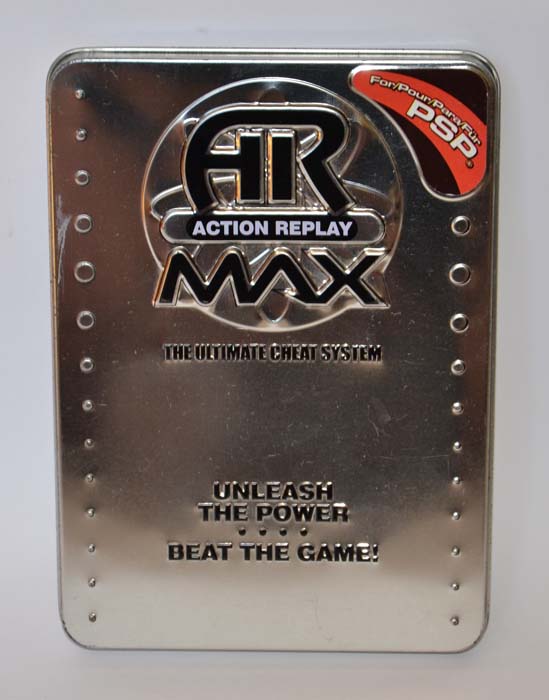 For/Pour/Para/Für
PSP®
AR
ACTION REPLAY
MAX
THE ULTIMATE CHEAT SYSTEM
UNLEASH
THE POWER
....
BEAT THE GAME!